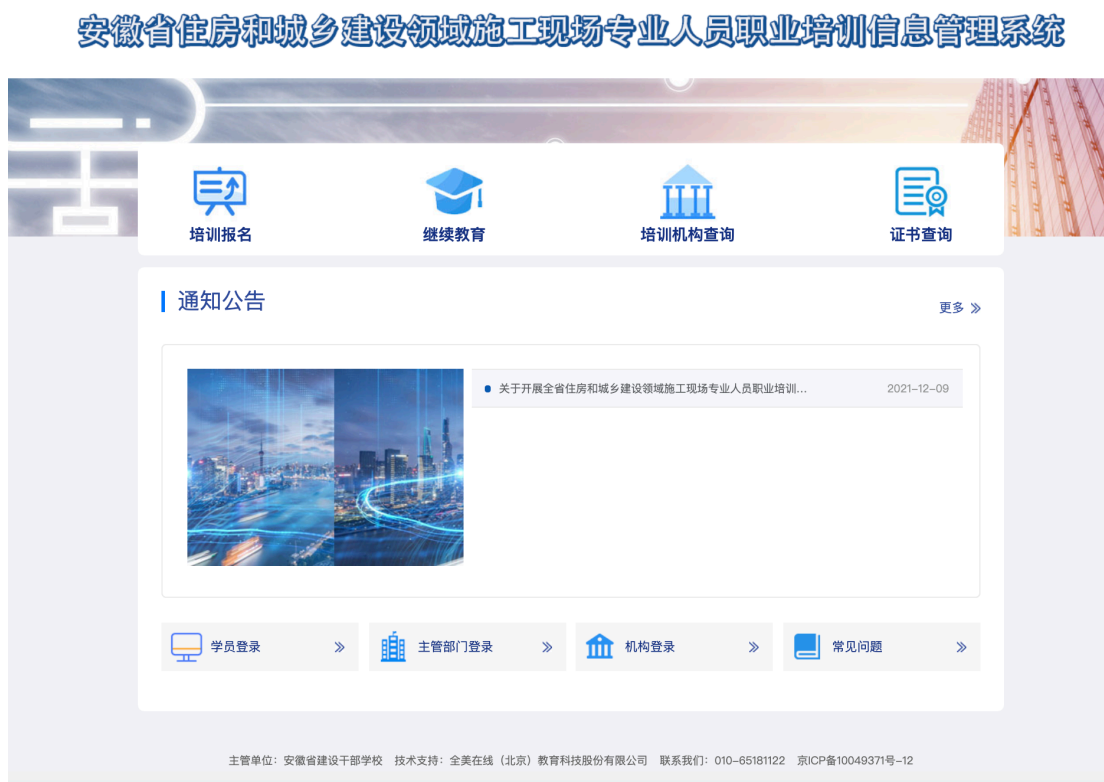 安徽省住房和城乡建设领域施工现场专业人员职业培训信息管理系统
培训报名 继续教育 培训机构查询 证书查询
通知公告
更多
关于开展全省住房和城乡建设领域施工现场专业人员职业培训... 2021-12-09
学员登录 主管部门登录 机构登录 常见问题
主管单位：安徽省建设干部学校 技术支持：全美在线（北京）教育科技股份有限公司 联系我们：010-65181122 京ICP备10049371号-12